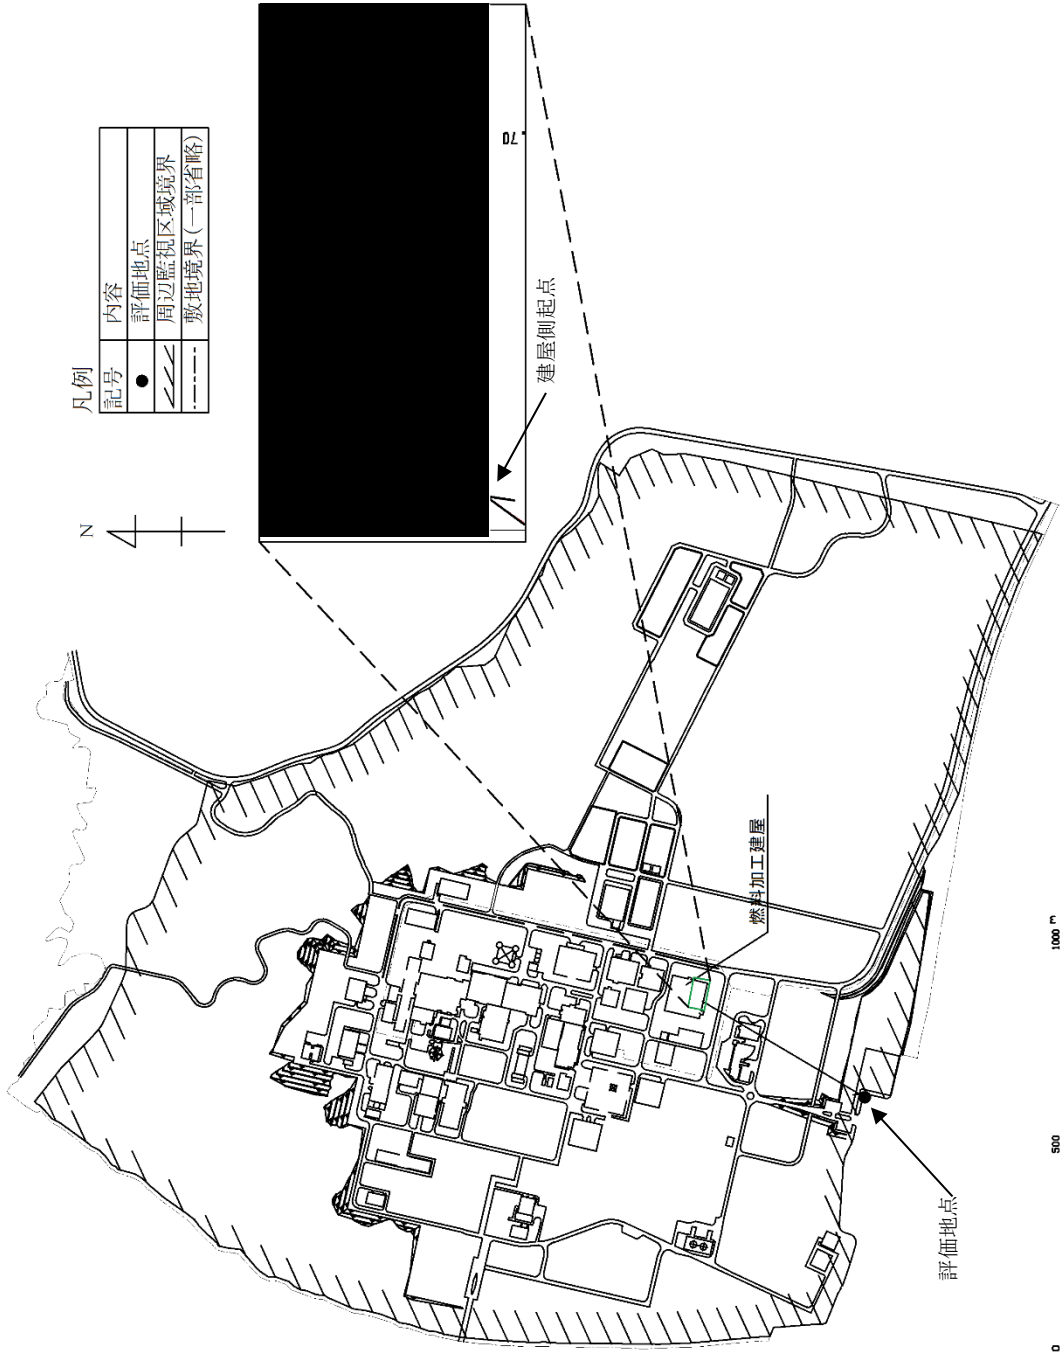 凡例
記号 内容
● 評価地点
周辺監視区域境界
敷地境界(一部省略)
N
.70
建屋側起点
燃料加工建屋
評価地点
0 500 1000 m